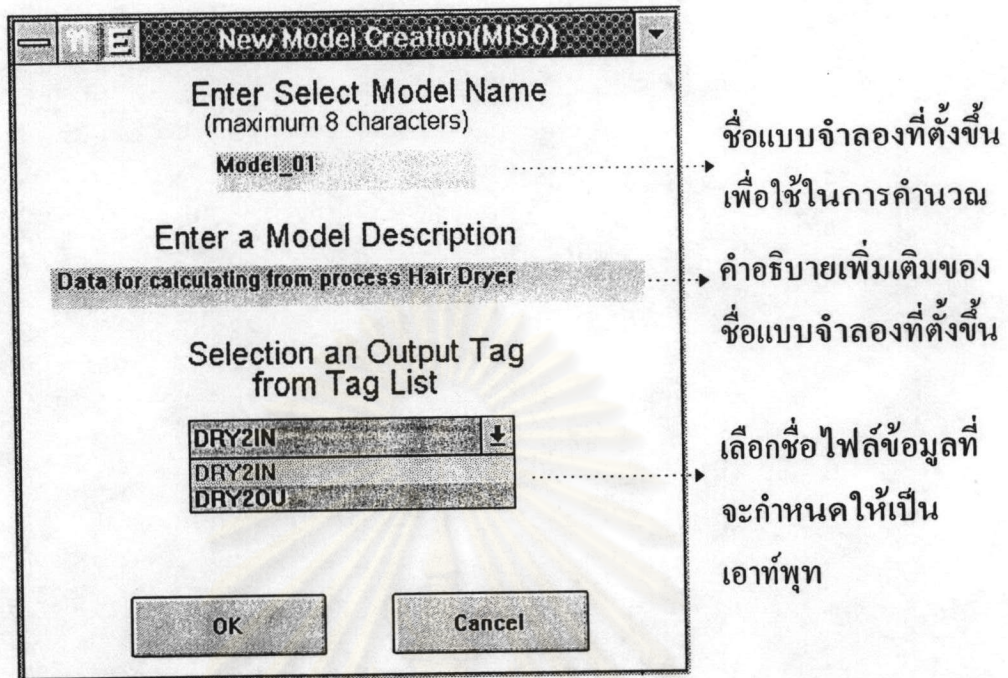 ก Ξ New Model Creation(MISO)
Enter Select Model Name
(maximum 8 characters)
Model_01
ชื่อแบบจำลองที่ตั้งขึ้น
เพื่อใช้ในการคำนวณ
Enter a Model Description
Data for calculating from process Hair Dryer
คำอธิบายเพิ่มเติมของ
ชื่อแบบจำลองที่ตั้งขึ้น
Selection an Output Tag
from Tag List
DRY2IN
DRY2IN
DRY2OU
เลือกชื่อไฟล์ข้อมูลที่
จะกำหนดให้เป็น
เอาท์พุท
OK
Cancel